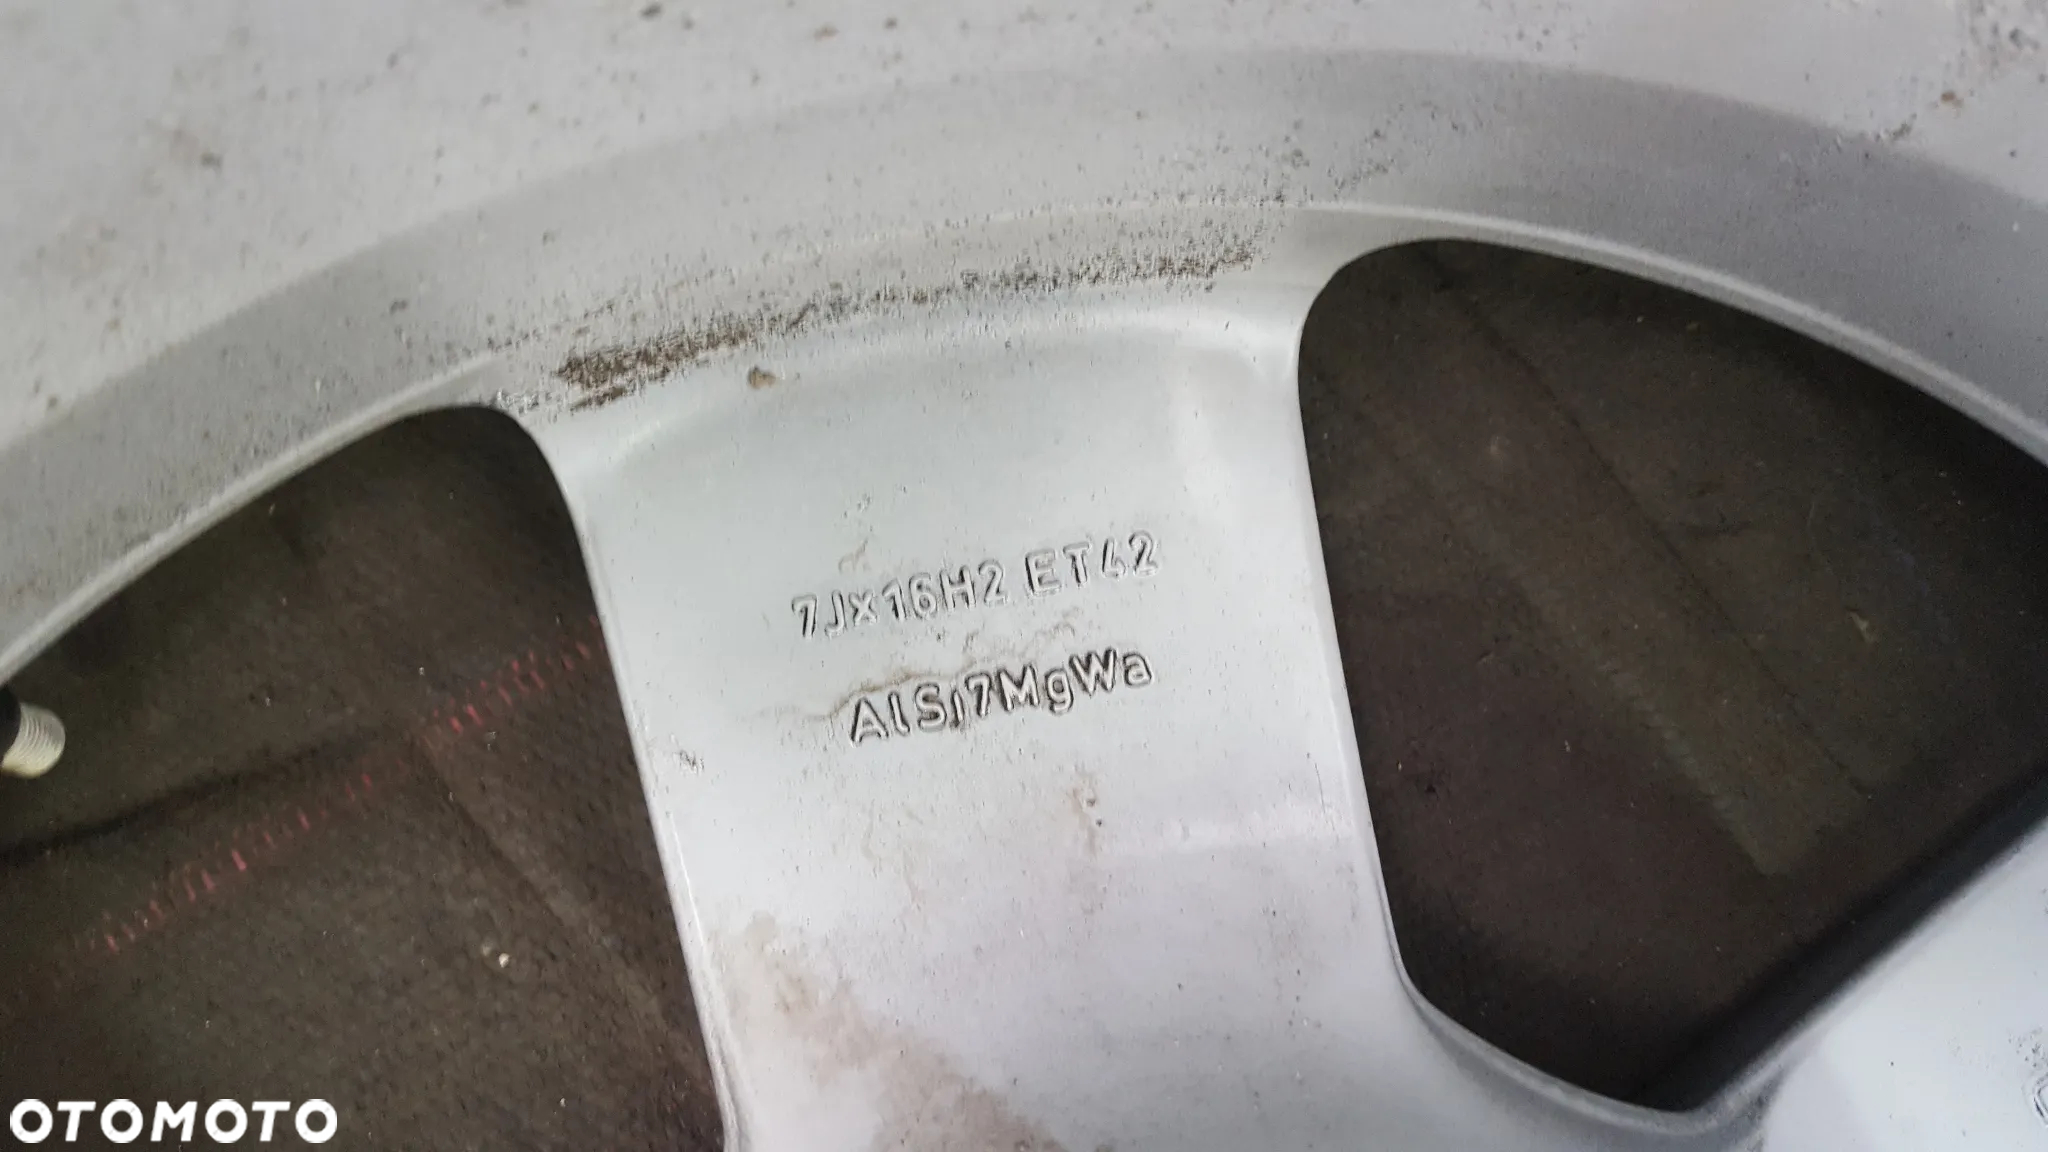 7Jx16H2 ET42
AlSi7MgWa
OTOMOTO